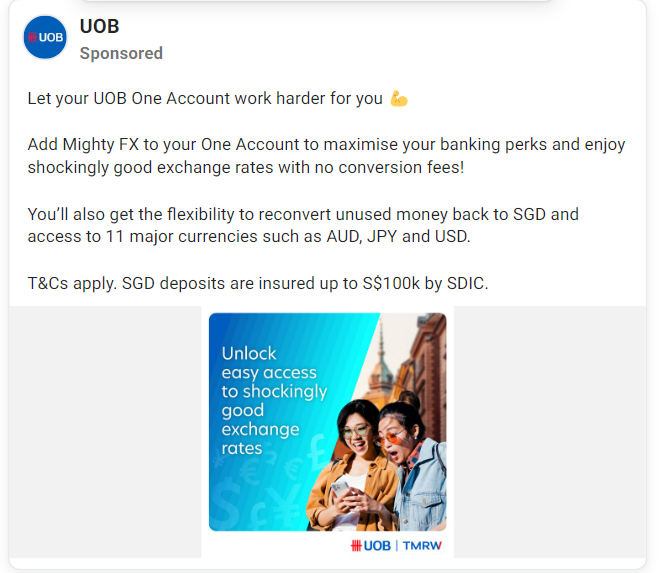 UOB
UOB
Sponsored
Let your UOB One Account work harder for you 💪
Add Mighty FX to your One Account to maximise your banking perks and enjoy
shockingly good exchange rates with no conversion fees!
You’ll also get the flexibility to reconvert unused money back to SGD and
access to 11 major currencies such as AUD, JPY and USD.
T&Cs apply. SGD deposits are insured up to S$100k by SDIC.
Unlock
easy access
to shockingly
good
exchange
rates
UOB | TMRW